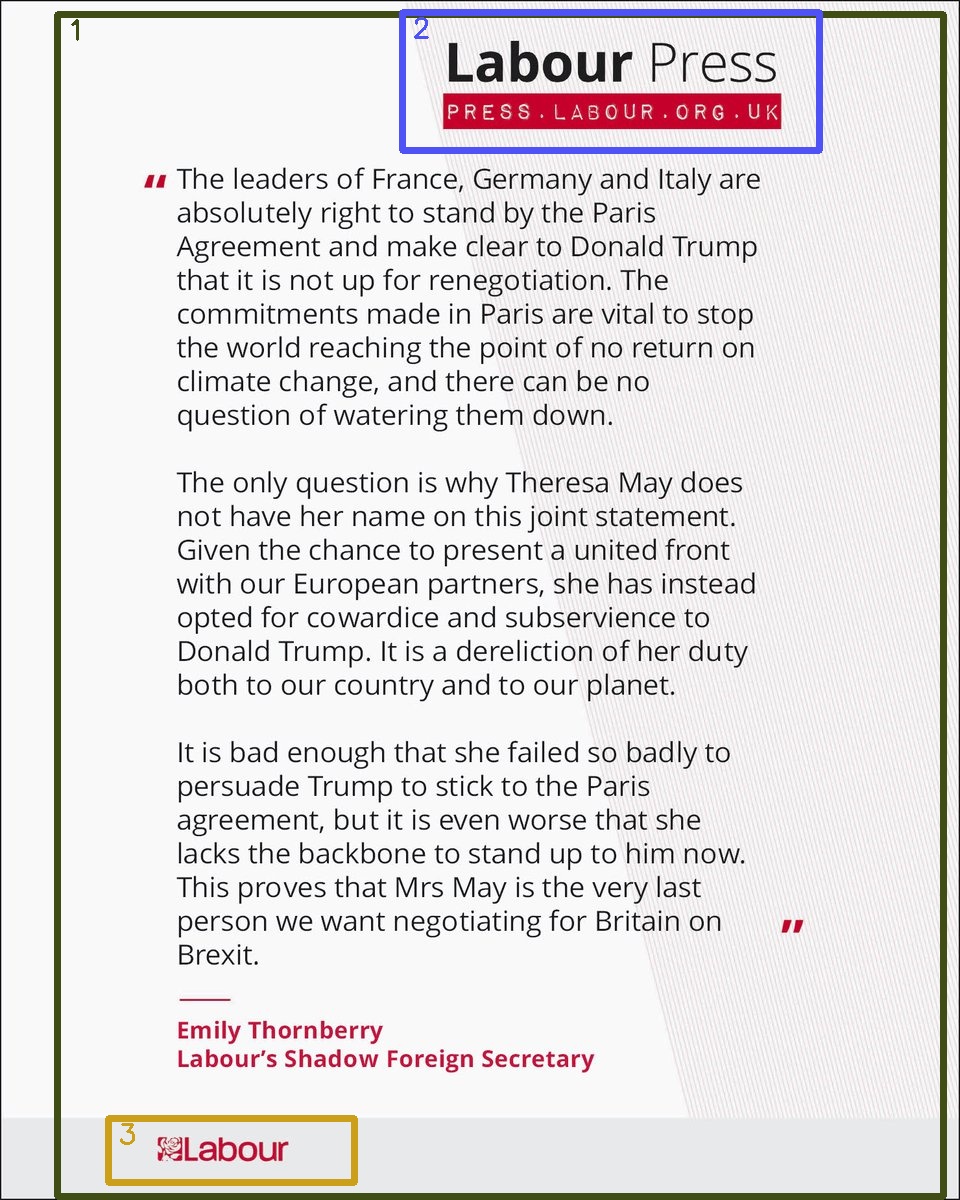 Labour Press
PRESS.LABOUR.ORG.UK
“ The leaders of France, Germany and Italy are
absolutely right to stand by the Paris
Agreement and make clear to Donald Trump
that it is not up for renegotiation. The
commitments made in Paris are vital to stop
the world reaching the point of no return on
climate change, and there can be no
question of watering them down.
The only question is why Theresa May does
not have her name on this joint statement.
Given the chance to present a united front
with our European partners, she has instead
opted for cowardice and subservience to
Donald Trump. It is a dereliction of her duty
both to our country and to our planet.
It is bad enough that she failed so badly to
persuade Trump to stick to the Paris
agreement, but it is even worse that she
lacks the backbone to stand up to him now.
This proves that Mrs May is the very last
person we want negotiating for Britain on
Brexit. ”
Emily Thornberry
Labour’s Shadow Foreign Secretary
Labour
1
2
3